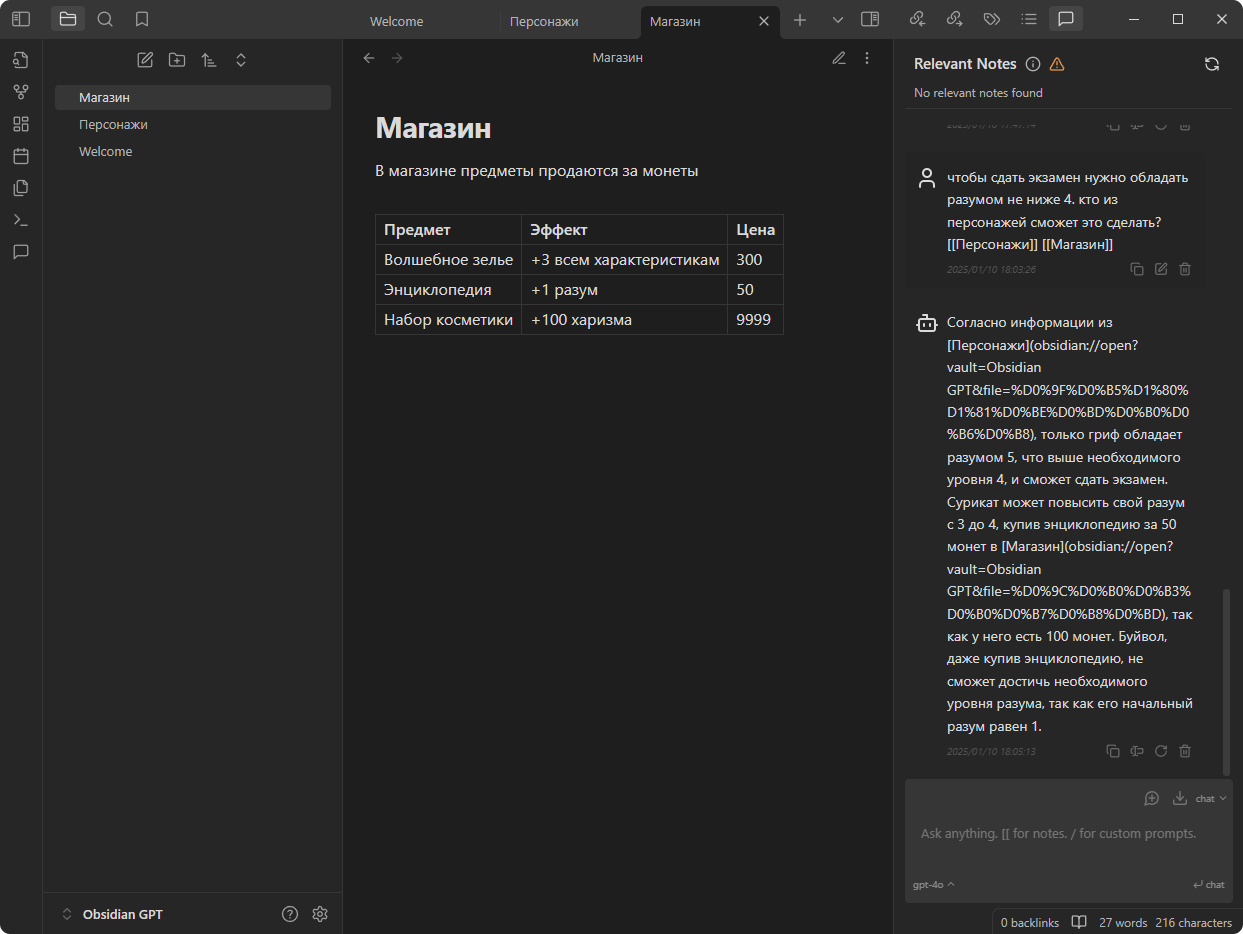 Welcome
Персонажи
Магазин
Магазин
Персонажи
Welcome
Obsidian GPT
Магазин
Магазин
В магазине предметы продаются за монеты
Предмет Эффект Цена
Волшебное зелье +3 всем характеристикам 300
Энциклопедия +1 разум 50
Набор косметики +100 харизма 9999
Relevant Notes
No relevant notes found
чтобы сдать экзамен нужно обладать
разумом не ниже 4. кто из
персонажей сможет это сделать?
[[Персонажи]] [[Магазин]]
2025/01/10 18:03:26
Согласно информации из
[Персонажи](obsidian://open?
vault=Obsidian
GPT&file=%D0%9F%D0%B5%D1%80%
D1%81%D0%BE%D0%BD%D0%B0%D0
%B6%D0%B8), только гриф обладает
разумом 5, что выше необходимого
уровня 4, и сможет сдать экзамен.
Сурикат может повысить свой разум
с 3 до 4, купив энциклопедию за 50
монет в [Магазин](obsidian://open?
vault=Obsidian
GPT&file=%D0%9C%D0%B0%D0%B3%
D0%B0%D0%B7%D0%B8%D0%BD), так
как у него есть 100 монет. Буйвол,
даже купив энциклопедию, не
сможет достичь необходимого
уровня разума, так как его начальный
разум равен 1.
2025/01/10 18:05:13
chat
Ask anything. [[ for notes. / for custom prompts.
gpt-4o
chat
0 backlinks 27 words 216 characters